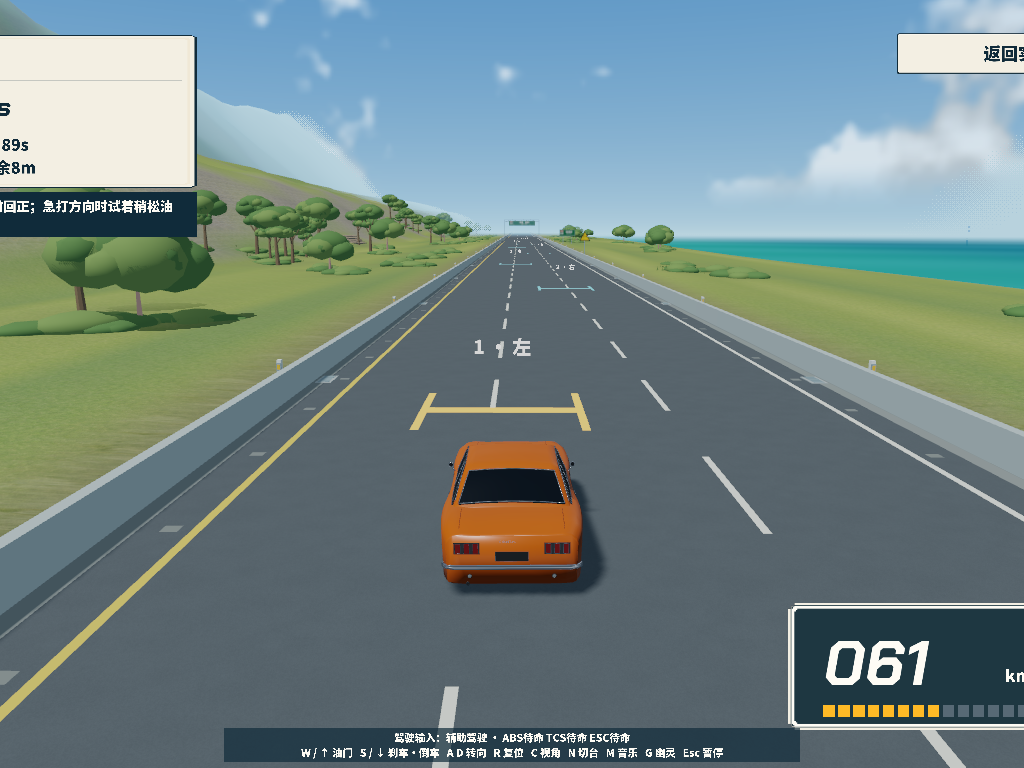 返回
S
89s
余8m
回正；急打方向时试着稍松油
2 · 右
1 · 左
061
km
驾驶输入：辅助驾驶 · ABS待命 TCS待命 ESC待命
W / ↑ 油门 S / ↓ 刹车·倒车 A D 转向 R 复位 C 视角 N 切台 M 音乐 G 幽灵 Esc 暂停